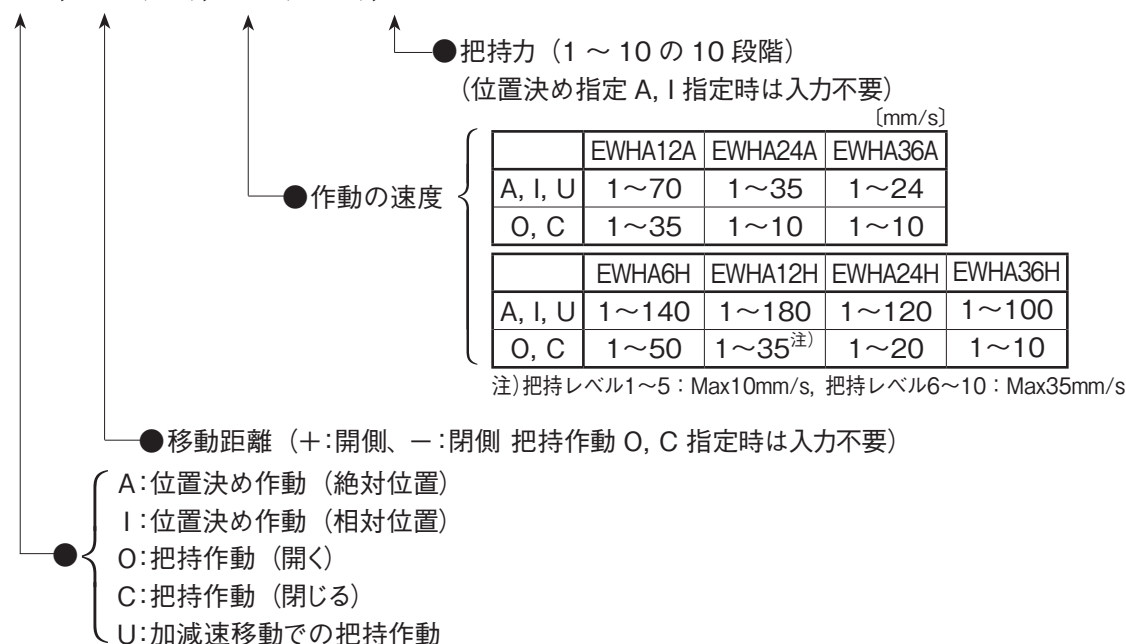 ●把持力（1 ～ 10 の 10 段階）
（位置決め指定 A, I 指定時は入力不要）
〔mm/s〕
EWHA12A EWHA24A EWHA36A
●作動の速度
A, I, U 1～70 1～35 1～24
O, C 1～35 1～10 1～10
EWHA6H EWHA12H EWHA24H EWHA36H
A, I, U 1～140 1～180 1～120 1～100
O, C 1～50 1～35注） 1～20 1～10
注）把持レベル1～5：Max10mm/s, 把持レベル6～10：Max35mm/s
●移動距離（＋：開側、－：閉側 把持作動 O, C 指定時は入力不要）
A：位置決め作動（絶対位置）
I：位置決め作動（相対位置）
O：把持作動（開く）
C：把持作動（閉じる）
U：加減速移動での把持作動